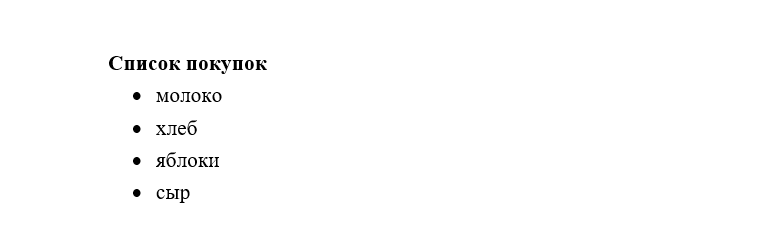 Список покупок
• молоко
• хлеб
• яблоки
• сыр